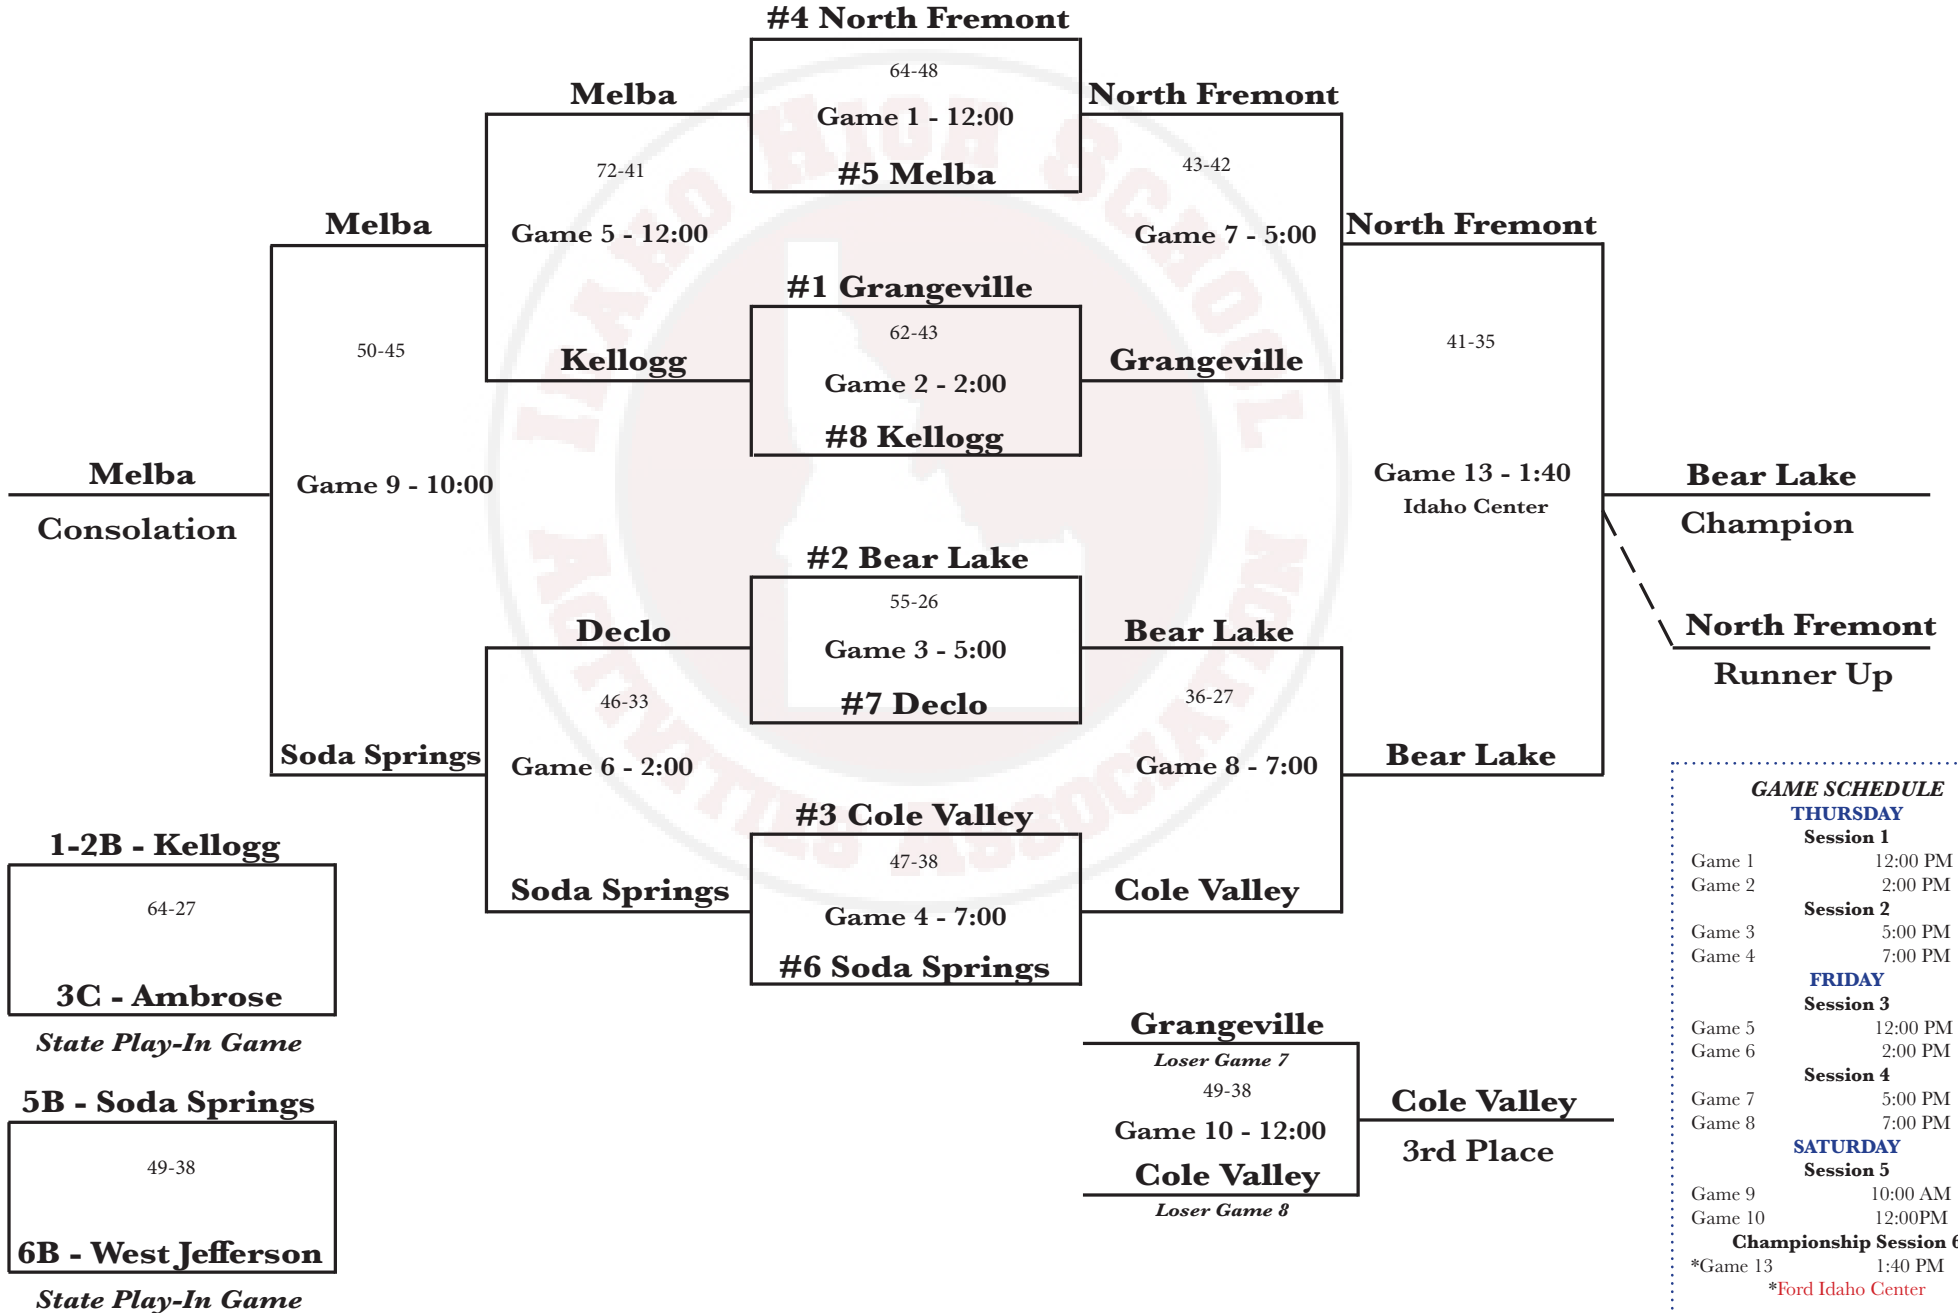 #4 North Fremont
64-48
Game 1 - 12:00
#5 Melba
Melba
North Fremont
72-41
Game 5 - 12:00
43-42
Game 7 - 5:00
Melba
North Fremont
#1 Grangeville
62-43
Game 2 - 2:00
#8 Kellogg
Kellogg
Grangeville
50-45
Game 9 - 10:00
41-35
Game 13 - 1:40
Idaho Center
Melba
Consolation
Bear Lake
Champion
North Fremont
Runner Up
#2 Bear Lake
55-26
Game 3 - 5:00
#7 Declo
Declo
Bear Lake
46-33
Game 6 - 2:00
36-27
Game 8 - 7:00
Soda Springs
Bear Lake
#3 Cole Valley
47-38
Game 4 - 7:00
#6 Soda Springs
Soda Springs
Cole Valley
IDAHO HIGH SCHOOL
ACTIVITIES ASSOCIATION
1-2B - Kellogg
64-27
3C - Ambrose
State Play-In Game
5B - Soda Springs
49-38
6B - West Jefferson
State Play-In Game
Grangeville
Loser Game 7
49-38
Game 10 - 12:00
Cole Valley
Loser Game 8
Cole Valley
3rd Place
GAME SCHEDULE
THURSDAY
Session 1
Game 1 12:00 PM
Game 2 2:00 PM
Session 2
Game 3 5:00 PM
Game 4 7:00 PM
FRIDAY
Session 3
Game 5 12:00 PM
Game 6 2:00 PM
Session 4
Game 7 5:00 PM
Game 8 7:00 PM
SATURDAY
Session 5
Game 9 10:00 AM
Game 10 12:00PM
Championship Session 6
*Game 13 1:40 PM
*Ford Idaho Center